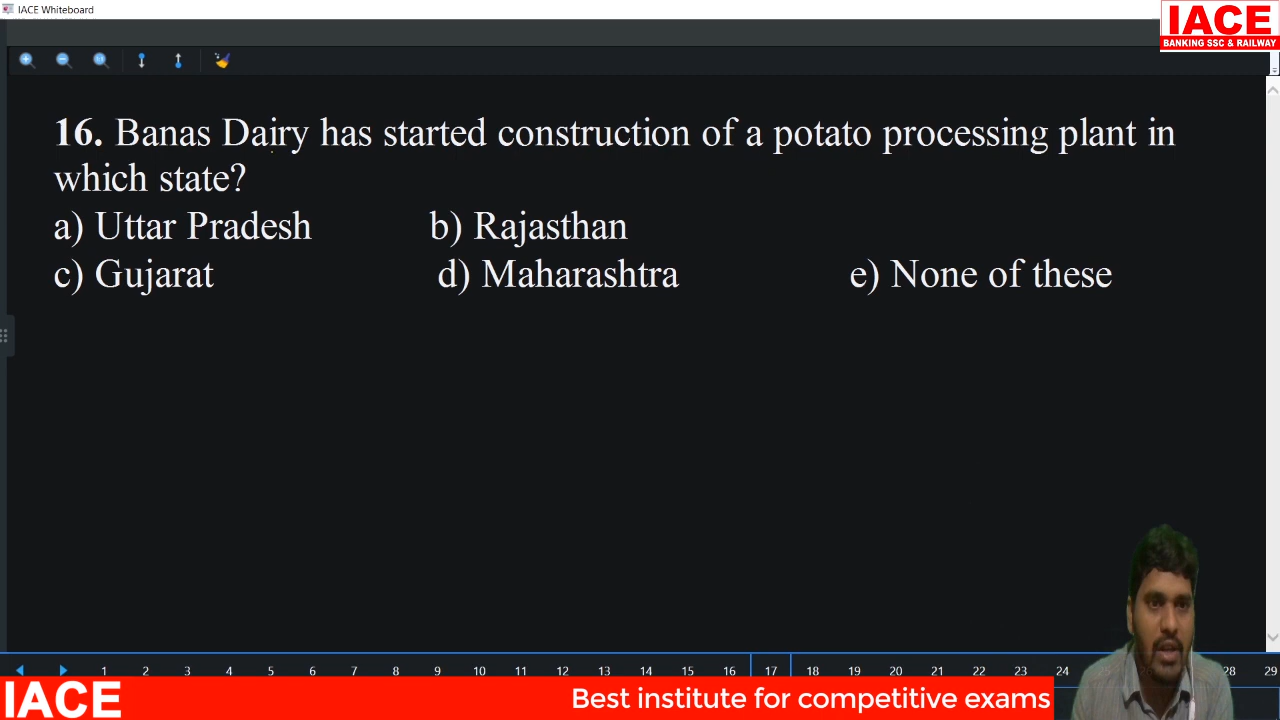 IACE Whiteboard
IACE
BANKING SSC & RAILWAY
16. Banas Dairy has started construction of a potato processing plant in
which state?
a) Uttar Pradesh b) Rajasthan
c) Gujarat d) Maharashtra e) None of these
1 2 3 4 5 6 7 8 9 10 11 12 13 14 15 16 17 18 19 20 21 22 23 24 28 29
IACE Best institute for competitive exams